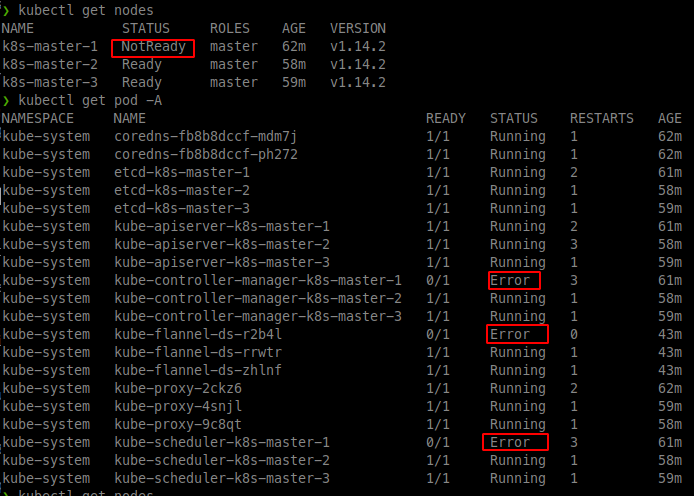 ❯ kubectl get nodes
NAME STATUS ROLES AGE VERSION
k8s-master-1 NotReady master 62m v1.14.2
k8s-master-2 Ready master 58m v1.14.2
k8s-master-3 Ready master 59m v1.14.2
❯ kubectl get pod -A
NAMESPACE NAME READY STATUS RESTARTS AGE
kube-system coredns-fb8b8dccf-mdm7j 1/1 Running 1 62m
kube-system coredns-fb8b8dccf-ph272 1/1 Running 1 62m
kube-system etcd-k8s-master-1 1/1 Running 2 61m
kube-system etcd-k8s-master-2 1/1 Running 1 58m
kube-system etcd-k8s-master-3 1/1 Running 1 59m
kube-system kube-apiserver-k8s-master-1 1/1 Running 2 61m
kube-system kube-apiserver-k8s-master-2 1/1 Running 3 58m
kube-system kube-apiserver-k8s-master-3 1/1 Running 1 59m
kube-system kube-controller-manager-k8s-master-1 0/1 Error 3 61m
kube-system kube-controller-manager-k8s-master-2 1/1 Running 1 58m
kube-system kube-controller-manager-k8s-master-3 1/1 Running 1 59m
kube-system kube-flannel-ds-r2b4l 0/1 Error 0 43m
kube-system kube-flannel-ds-rrwtr 1/1 Running 1 43m
kube-system kube-flannel-ds-zhlnf 1/1 Running 1 43m
kube-system kube-proxy-2ckz6 1/1 Running 2 62m
kube-system kube-proxy-4snjl 1/1 Running 1 59m
kube-system kube-proxy-9c8qt 1/1 Running 1 58m
kube-system kube-scheduler-k8s-master-1 0/1 Error 3 61m
kube-system kube-scheduler-k8s-master-2 1/1 Running 1 58m
kube-system kube-scheduler-k8s-master-3 1/1 Running 1 59m
❯ kubectl get nodes